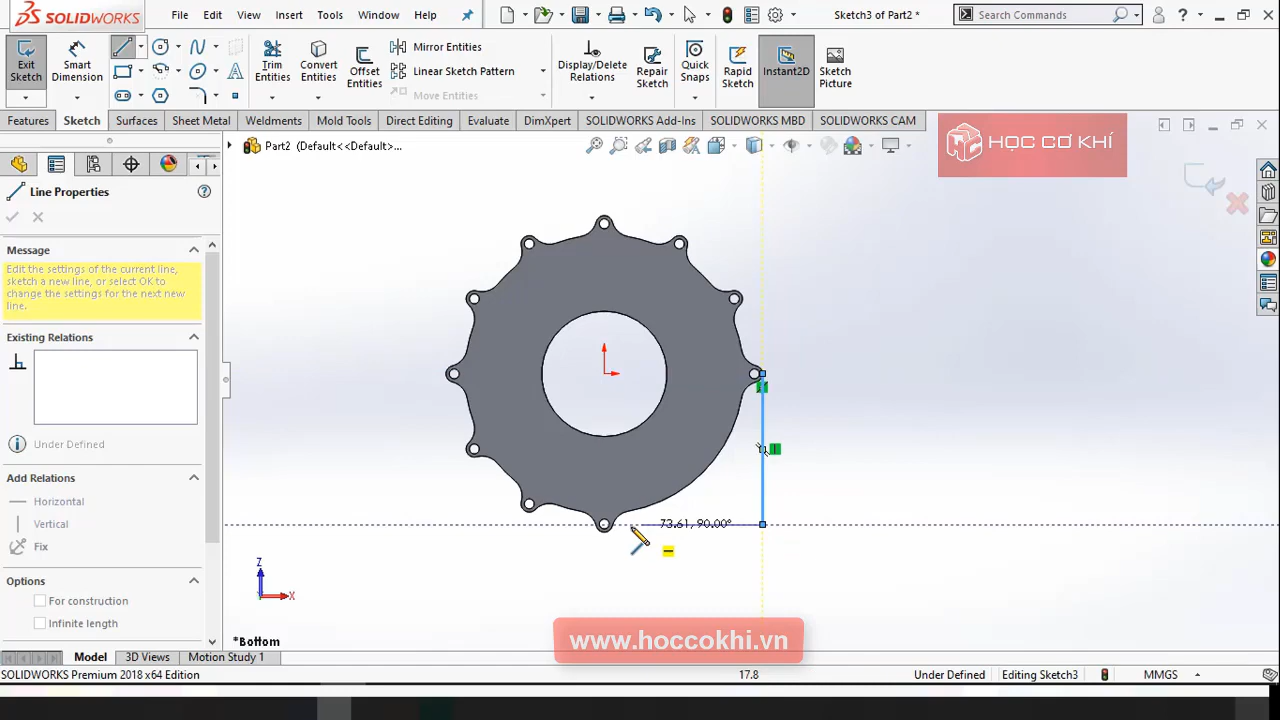 SOLIDWORKS
File
Edit
View
Insert
Tools
Window
Help
Sketch3 of Part2 *
Search Commands
Exit Sketch
Smart Dimension
Trim Entities
Convert Entities
Offset Entities
Mirror Entities
Linear Sketch Pattern
Move Entities
Display/Delete Relations
Repair Sketch
Quick Snaps
Rapid Sketch
Instant2D
Sketch Picture
Features
Sketch
Surfaces
Sheet Metal
Weldments
Mold Tools
Direct Editing
Evaluate
DimXpert
SOLIDWORKS Add-Ins
SOLIDWORKS MBD
SOLIDWORKS CAM
Part2 (Default<<Default>...
HỌC CƠ KHÍ
Line Properties
Message
Edit the settings of the current line,
sketch a new line, or select OK to
change the settings for the next new
line.
Existing Relations
Under Defined
Add Relations
Horizontal
Vertical
Fix
Options
For construction
Infinite length
73.61, 90.00°
Z
X
*Bottom
www.hoccokhi.vn
Model
3D Views
Motion Study 1
SOLIDWORKS Premium 2018 x64 Edition
17.8
Under Defined
Editing Sketch3
MMGS